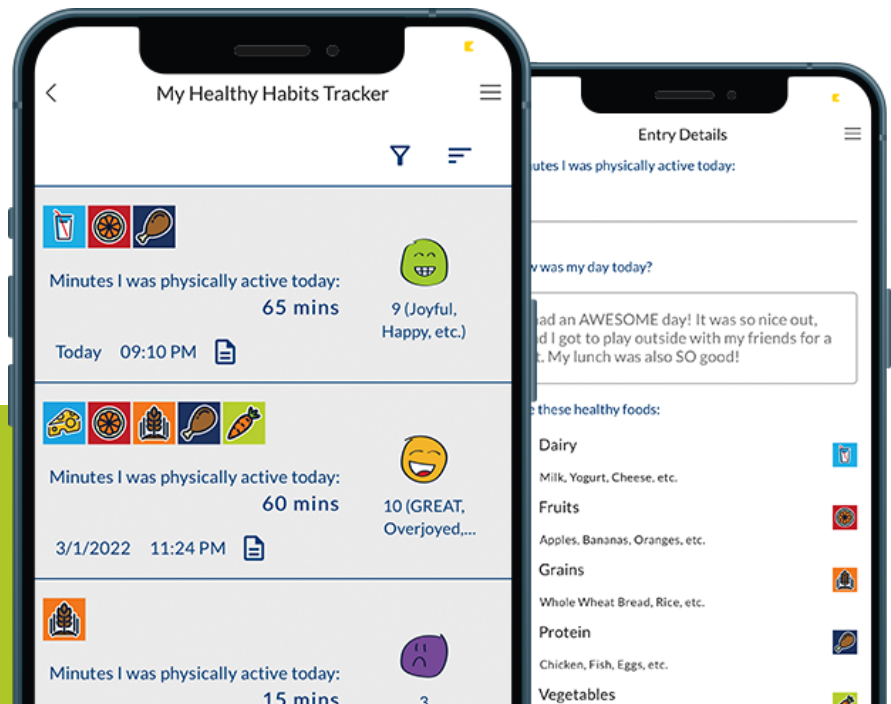 My Healthy Habits Tracker
Minutes I was physically active today:
65 mins
9 (Joyful,
Happy, etc.)
Today 09:10 PM
Minutes I was physically active today:
60 mins
10 (GREAT,
Overjoyed,...
3/1/2022 11:24 PM
Minutes I was physically active today:
15 mins
3
Entry Details
I was physically active today:
was my day today?
had an AWESOME day! It was so nice out,
I got to play outside with my friends for a
My lunch was also SO good!
these healthy foods:
Dairy
Milk, Yogurt, Cheese, etc.
Fruits
Apples, Bananas, Oranges, etc.
Grains
Whole Wheat Bread, Rice, etc.
Protein
Chicken, Fish, Eggs, etc.
Vegetables